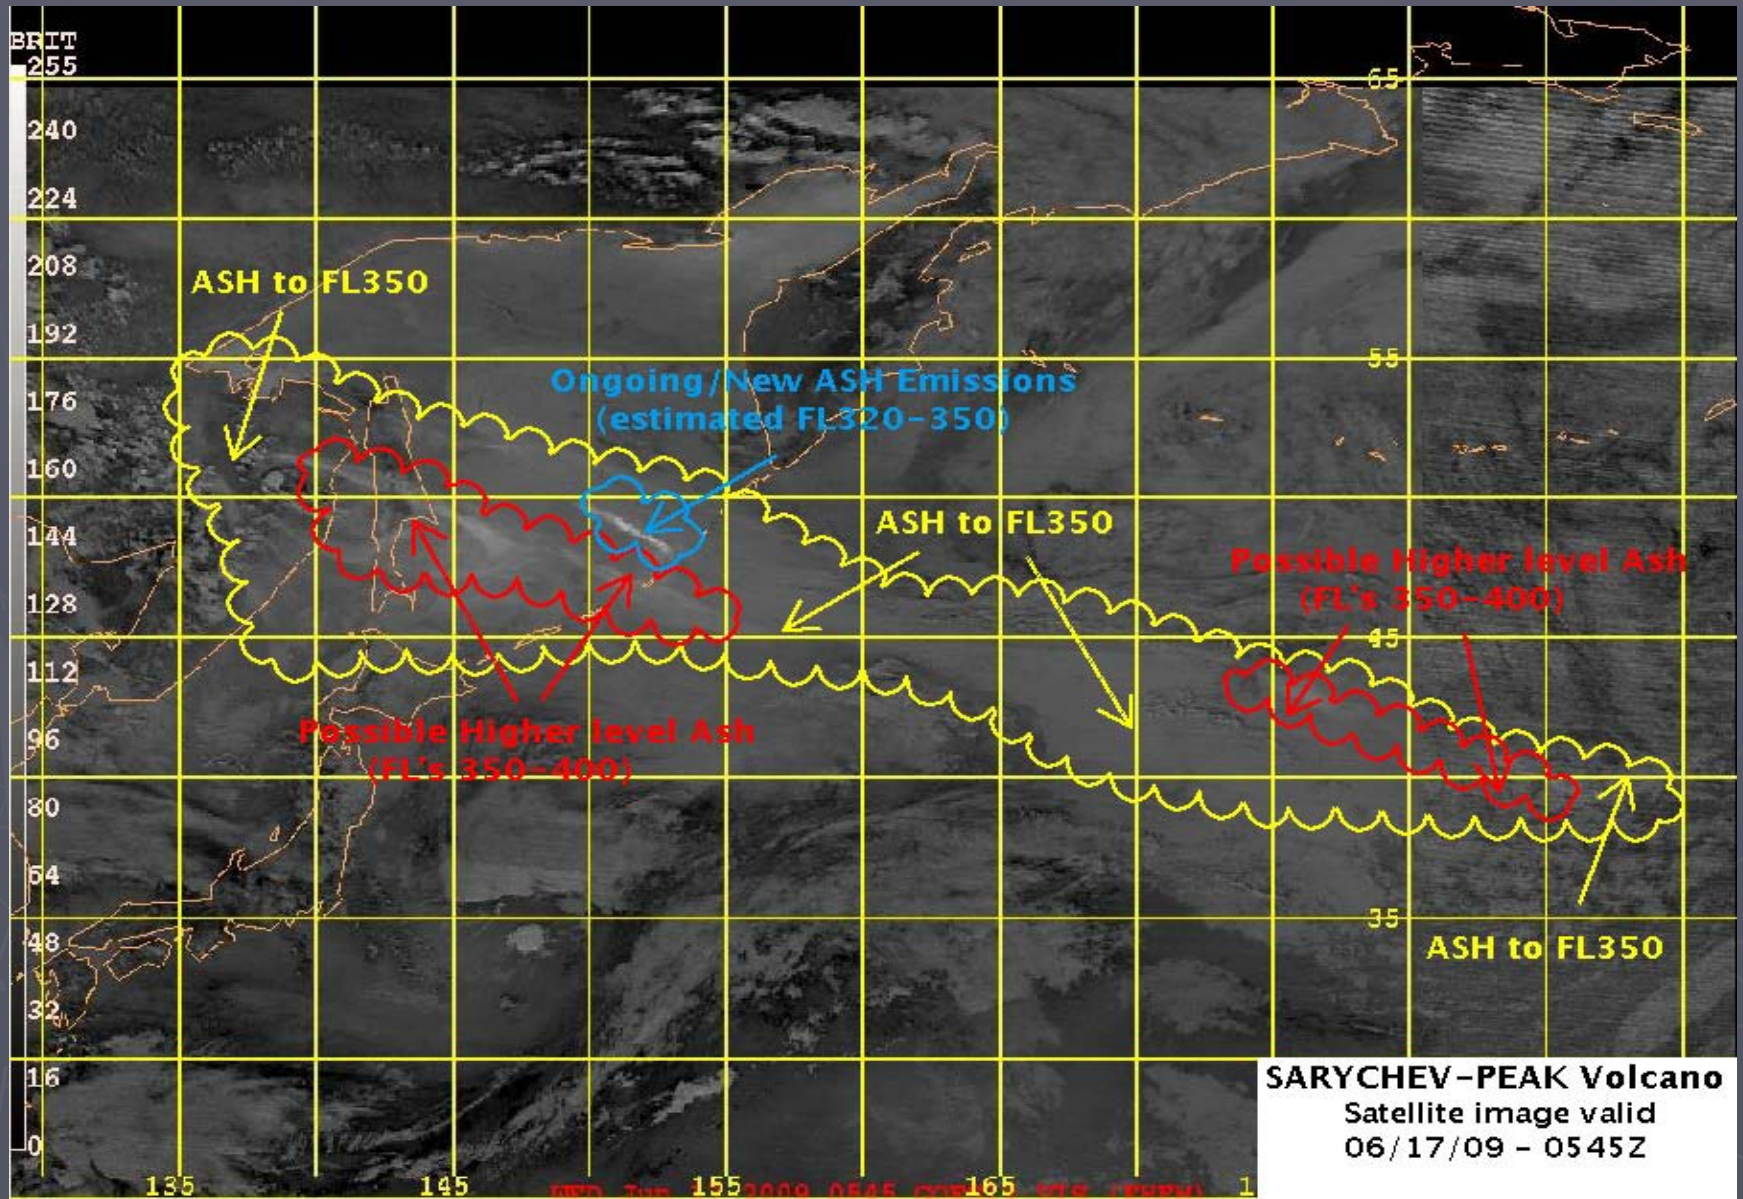 BRIT
255
240
224
208
192
176
160
144
128
112
96
80
64
48
32
16
0
65
55
45
35
ASH to FL350
Ongoing/New ASH Emissions
(estimated FL320-350)
ASH to FL350
Possible Higher level Ash
(FL's 350-400)
Possible Higher level Ash
(FL's 350-400)
ASH to FL350
SARYCHEV-PEAK Volcano
Satellite image valid
06/17/09 - 0545Z
135
145
155
165
1
2009 0545